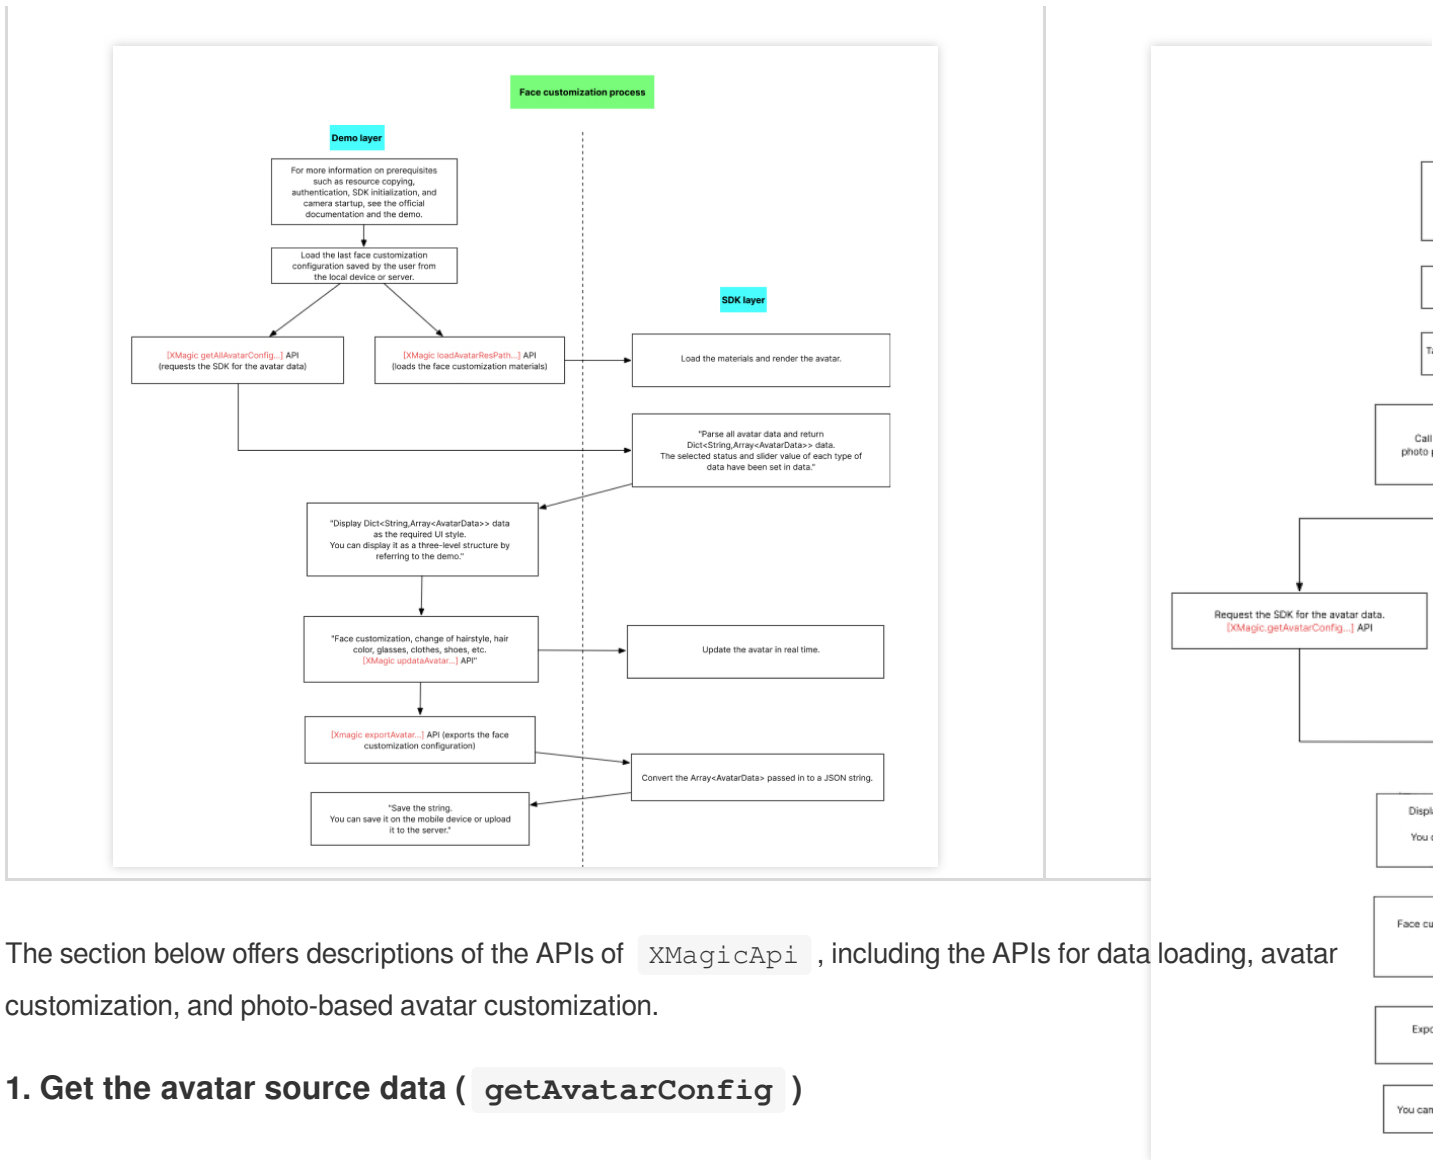 Face customization process
Demo layer
For more information on prerequisites
such as resource copying,
authentication, SDK initialization, and
camera startup, see the official
documentation and the demo.
Load the last face customization
configuration saved by the user from
the local device or server.
SDK layer
[XMagic getAllAvatarConfig...] API
(requests the SDK for the avatar data)
[XMagic loadAvatarResPath...] API
(loads the face customization materials)
Load the materials and render the avatar.
"Parse all avatar data and return
Dict<String,Array<AvatarData>> data.
The selected status and slider value of each type of
data have been set in data."
"Display Dict<String,Array<AvatarData>> data
as the required UI style.
You can display it as a three-level structure by
referring to the demo."
"Face customization, change of hairstyle, hair
color, glasses, clothes, shoes, etc.
[XMagic updataAvatar...] API"
Update the avatar in real time.
[Xmagic exportAvatar...] API (exports the face
customization configuration)
Convert the Array<AvatarData> passed in to a JSON string.
"Save the string.
You can save it on the mobile device or upload
it to the server."
Call
photo
Request the SDK for the avatar data.
[XMagic.getAvatarConfig...] API
You
Face
You can
The section below offers descriptions of the APIs of XMagicApi , including the APIs for data loading, avatar
customization, and photo-based avatar customization.
1. Get the avatar source data ( getAvatarConfig )